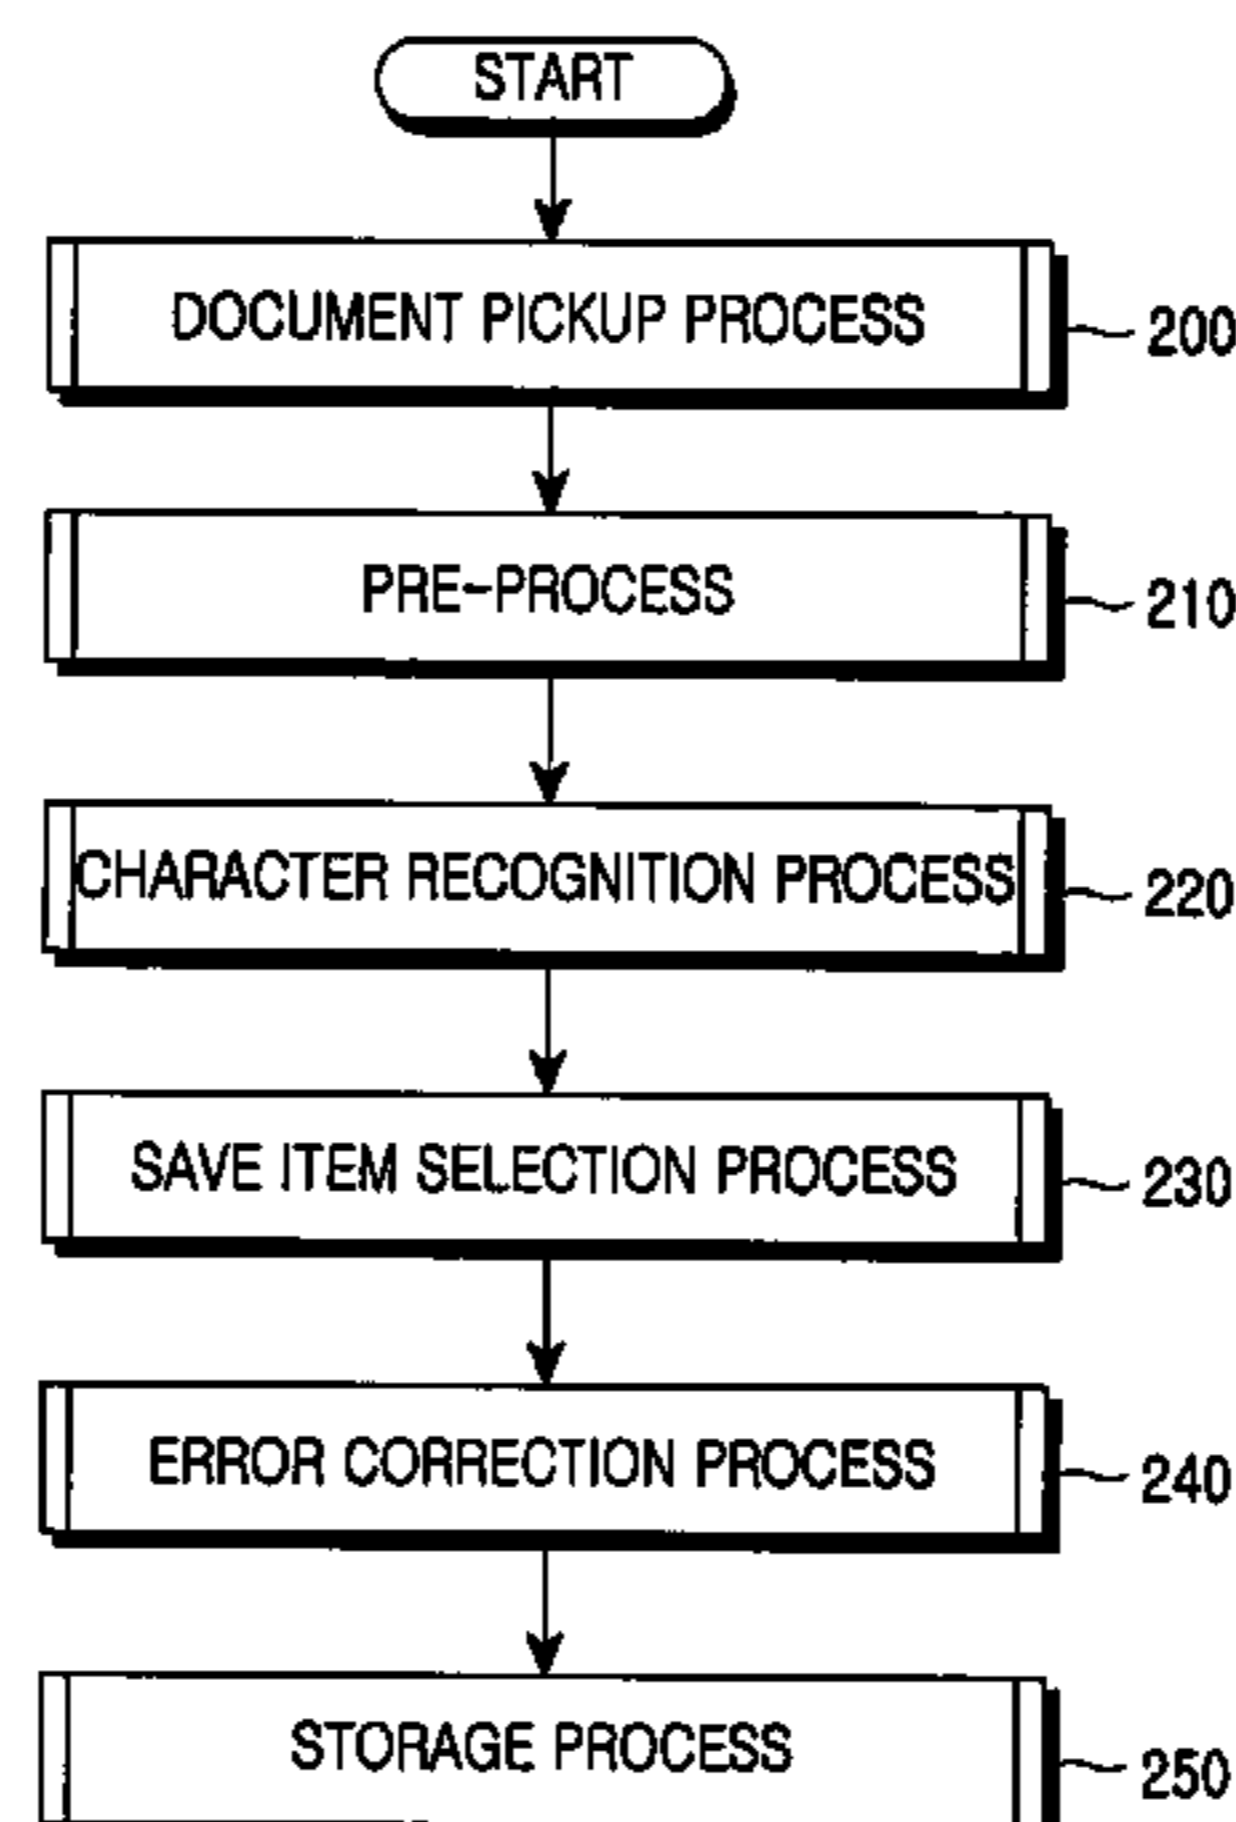 START
DOCUMENT PICKUP PROCESS
200
PRE-PROCESS
210
CHARACTER RECOGNITION PROCESS
220
SAVE ITEM SELECTION PROCESS
230
ERROR CORRECTION PROCESS
240
STORAGE PROCESS
250